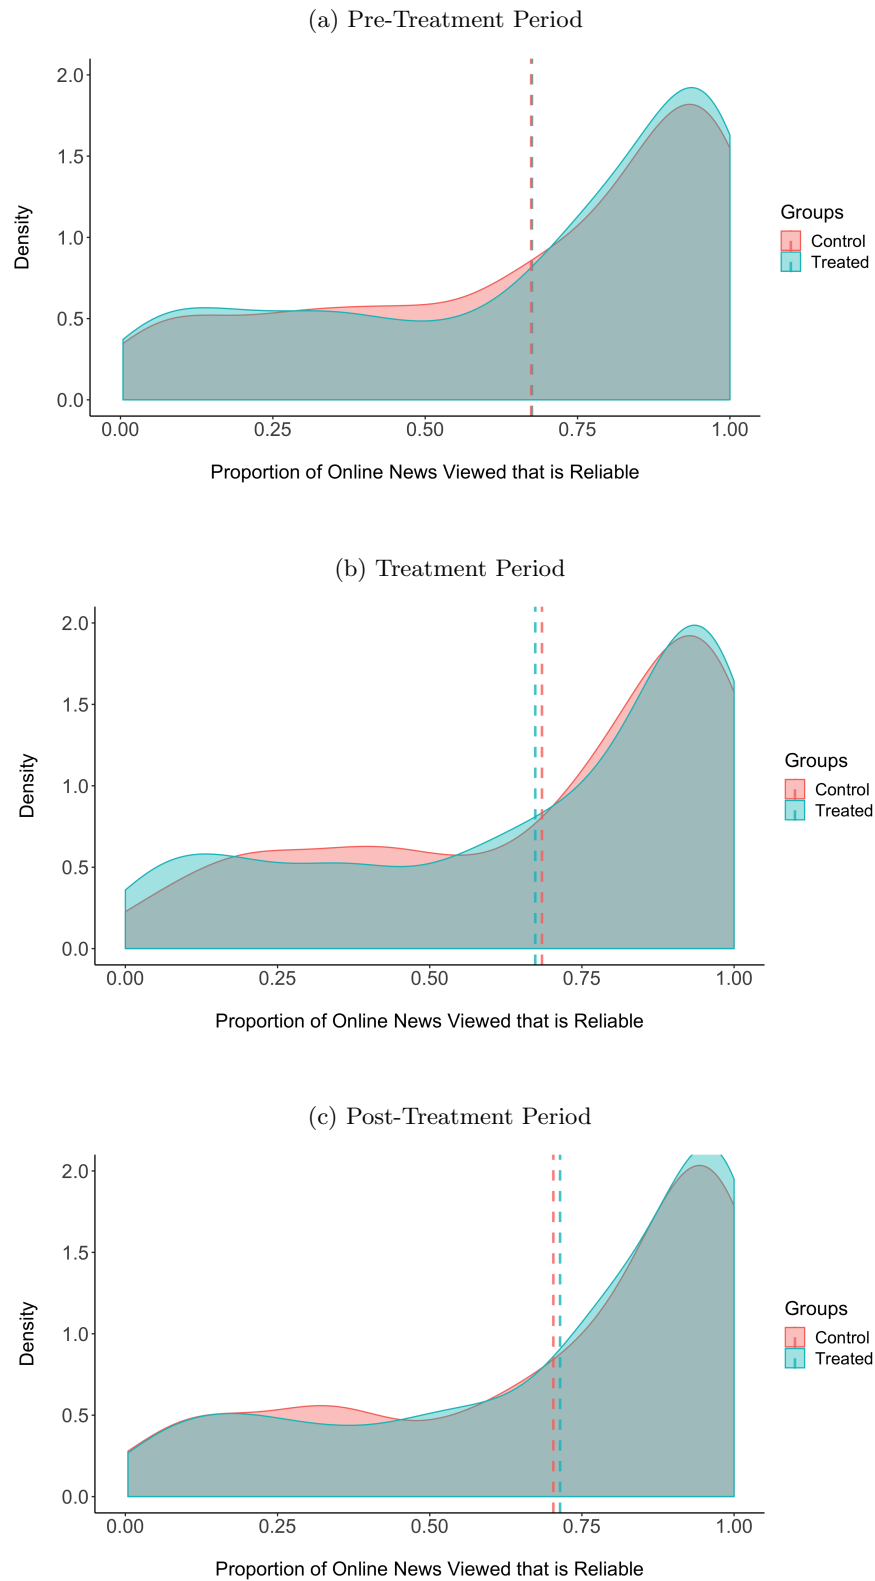 (a) Pre-Treatment Period
2.0
1.5
1.0
0.5
0.0
Density
0.00 0.25 0.50 0.75 1.00
Proportion of Online News Viewed that is Reliable
Groups
Control
Treated
(b) Treatment Period
2.0
1.5
1.0
0.5
0.0
Density
0.00 0.25 0.50 0.75 1.00
Proportion of Online News Viewed that is Reliable
Groups
Control
Treated
(c) Post-Treatment Period
2.0
1.5
1.0
0.5
0.0
Density
0.00 0.25 0.50 0.75 1.00
Proportion of Online News Viewed that is Reliable
Groups
Control
Treated